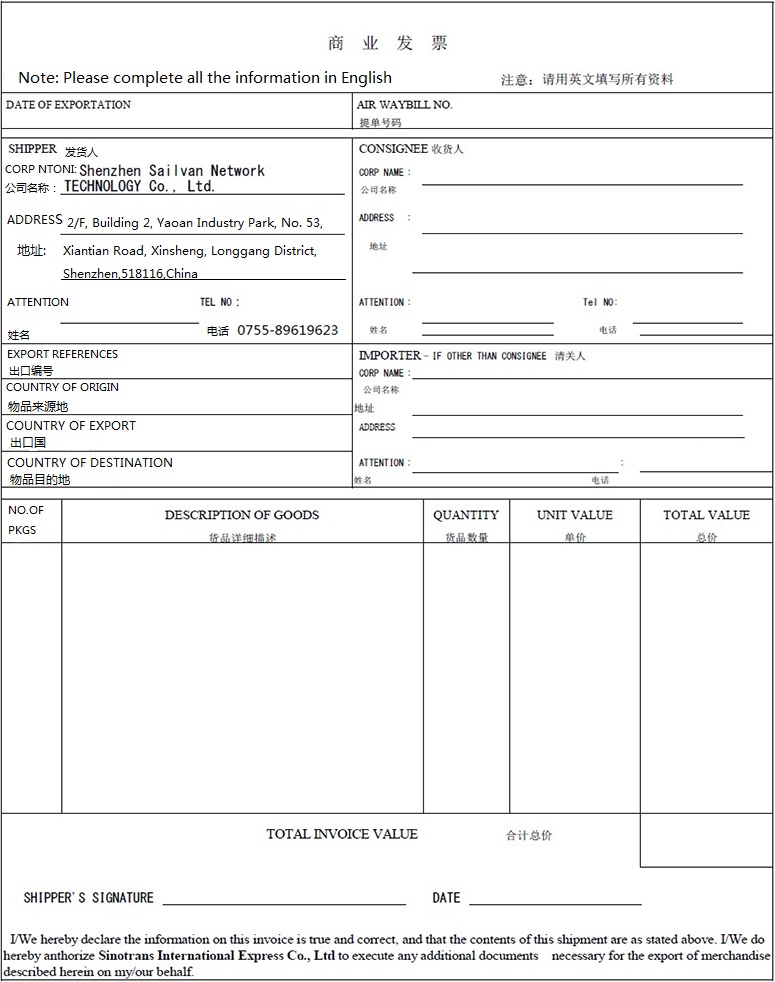 商 业 发 票
Note: Please complete all the information in English 注意：请用英文填写所有资料
DATE OF EXPORTATION
AIR WAYBILL NO.
提单号码
SHIPPER 发货人
CORP NTONI: Shenzhen Sailvan Network
公司名称： TECHNOLOGY Co., Ltd.
ADDRESS 2/F, Building 2, Yaoan Industry Park, No. 53,
地址: Xiantian Road, Xinsheng, Longgang District,
Shenzhen,518116,China
ATTENTION TEL NO：
姓名 电话 0755-89619623
CONSIGNEE 收货人
CORP NAME：
公司名称
ADDRESS ：
地址
ATTENTION： Tel NO:
姓名 电话
EXPORT REFERENCES
出口编号
COUNTRY OF ORIGIN
物品来源地
COUNTRY OF EXPORT
出口国
COUNTRY OF DESTINATION
物品目的地
IMPORTER – IF OTHER THAN CONSIGNEE 清关人
CORP NAME：
公司名称
地址
ADDRESS
ATTENTION： ：
姓名 电话
NO.OF
PKGS
DESCRIPTION OF GOODS
货品详细描述
QUANTITY
货品数量
UNIT VALUE
单价
TOTAL VALUE
总价
TOTAL INVOICE VALUE 合计总价
SHIPPER'S SIGNATURE DATE
I/We hereby declare the information on this invoice is true and correct, and that the contents of this shipment are as stated above. I/We do
hereby anthorize Sinotrans International Express Co., Ltd to execute any additional documents necessary for the export of merchandise
described herein on my/our behalf.